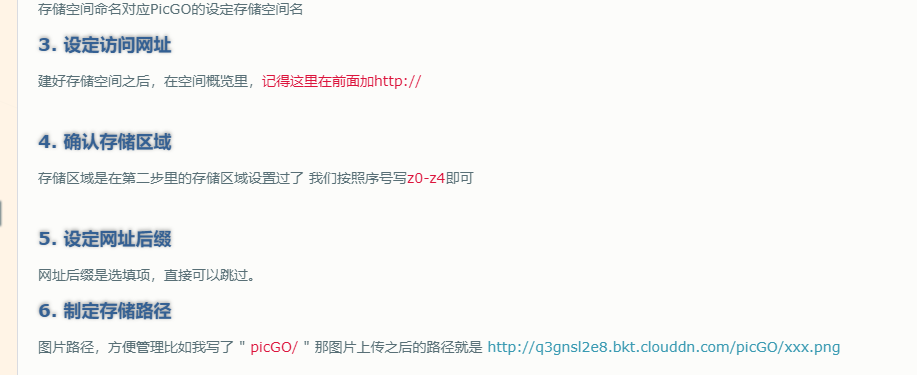 存储空间命名对应PicGO的设定存储空间名
3. 设定访问网址
建好存储空间之后，在空间概览里，记得这里在前面加http://
4. 确认存储区域
存储区域是在第二步里的存储区域设置过了 我们按照序号写z0-z4即可
5. 设定网址后缀
网址后缀是选填项，直接可以跳过。
6. 制定存储路径
图片路径，方便管理比如我写了 " picGO/ " 那图片上传之后的路径就是 http://q3gnsl2e8.bkt.clouddn.com/picGO/xxx.png